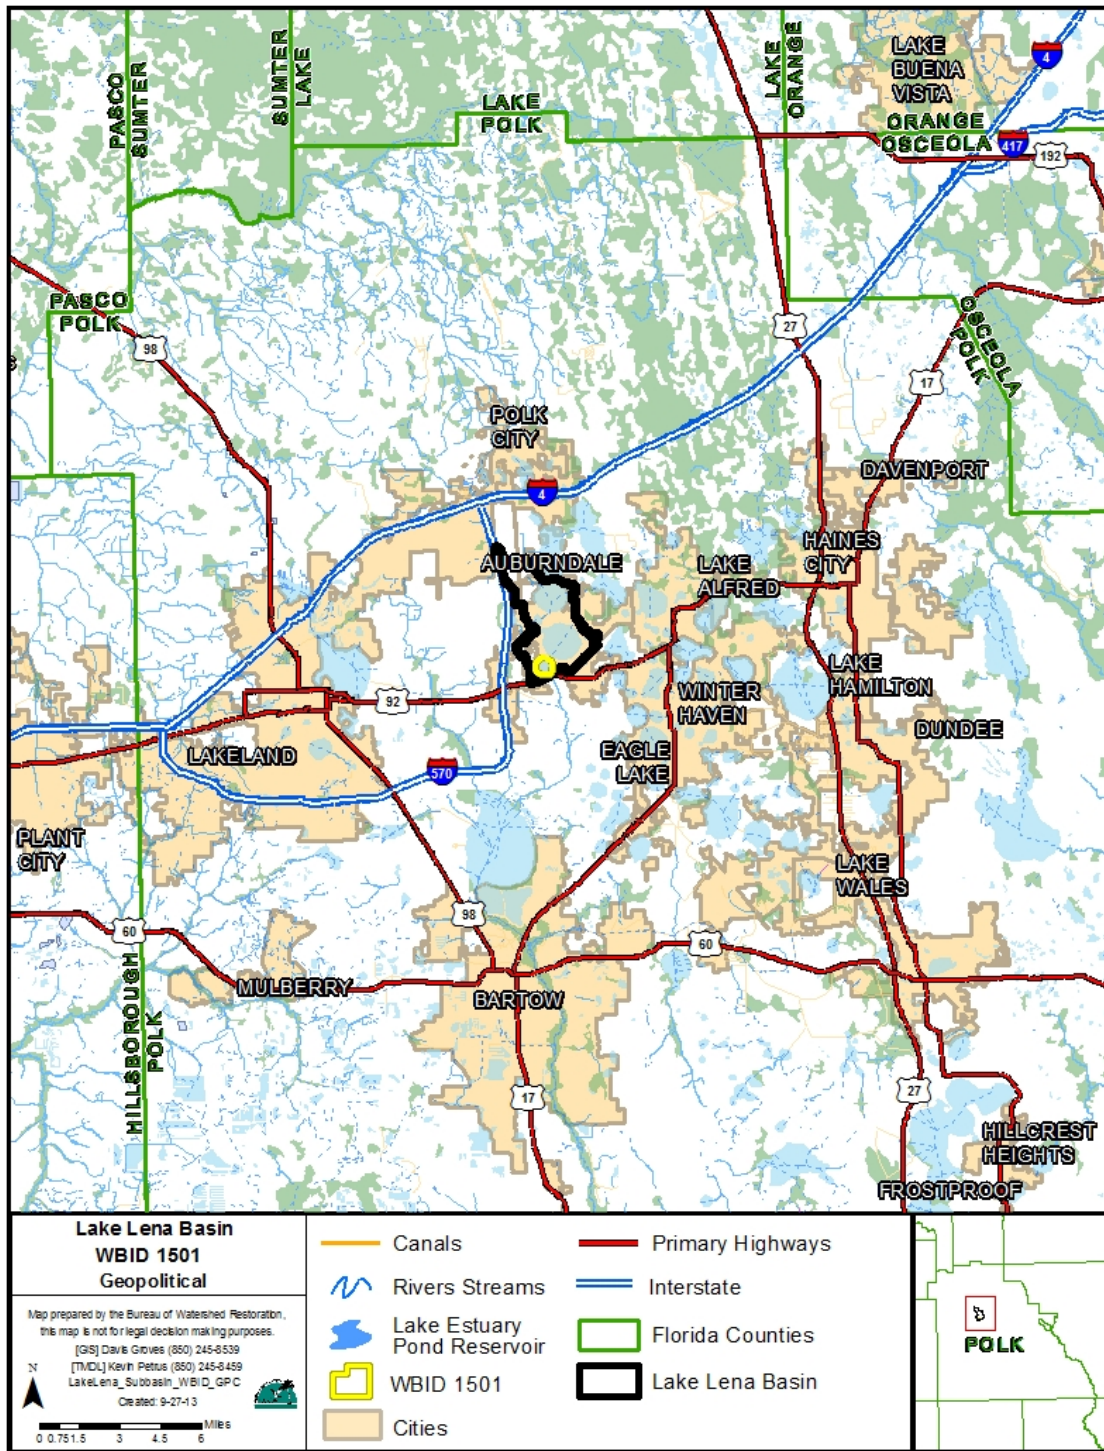 PASCO
SUMTER
SUMTER
LAKE
LAKE
POLK
LAKE
ORANGE
LAKE
BUENA
VISTA
4
ORANGE
OSCEOLA
417
192
PASCO
POLK
98
27
OSCEOLA
POLK
17
POLK
CITY
DAVENPORT
4
AUBURNDALE
LAKE
ALFRED
HAINES
CITY
92
WINTER
HAVEN
LAKE
HAMILTON
DUNDEE
LAKELAND
570
EAGLE
LAKE
PLANT
CITY
LAKE
WALES
60
98
60
MULBERRY
BARTOW
HILLSBOROUGH
POLK
17
27
HILLCREST
HEIGHTS
FROSTPROOF
Lake Lena Basin
WBID 1501
Geopolitical
Map prepared by the Bureau of Watershed Restoration,
this map is not for legal decision making purposes.
[GIS] Davis Groves (850) 245-8539
[TMDL] Kevin Petrus (850) 245-8459
LakeLena_Subbasin_WBID_GPC
Created: 9-27-13
N
Miles
0 0.75 1.5 3 4.5 6
Canals
Rivers Streams
Lake Estuary
Pond Reservoir
WBID 1501
Cities
Primary Highways
Interstate
Florida Counties
Lake Lena Basin
POLK